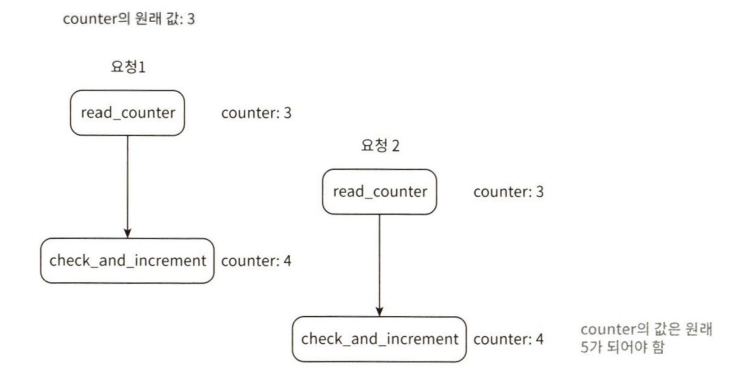 counter의 원래 값: 3
요청1
read_counter
counter: 3
요청 2
read_counter
counter: 3
check_and_increment
counter: 4
check_and_increment
counter: 4
counter의 값은 원래
5가 되어야 함